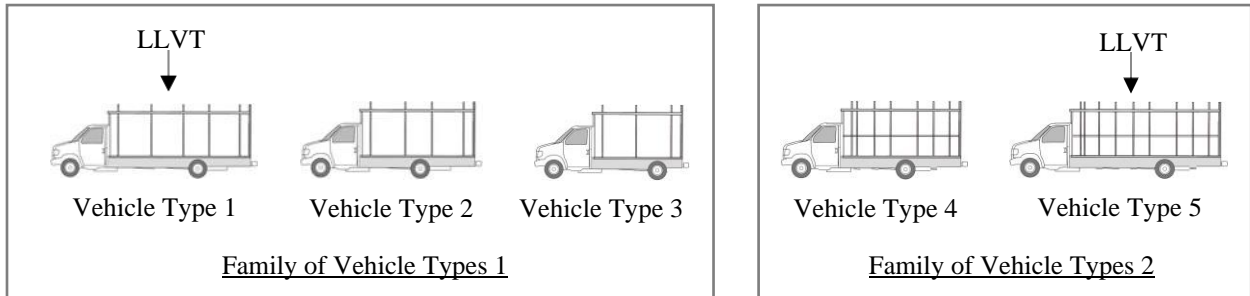 LLVT
Vehicle Type 1
Vehicle Type 2
Vehicle Type 3
Family of Vehicle Types 1
LLVT
Vehicle Type 4
Vehicle Type 5
Family of Vehicle Types 2